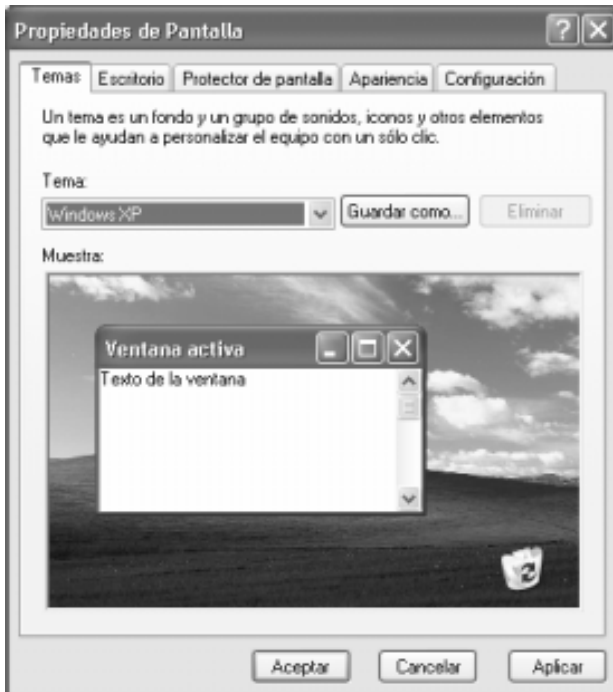 Propiedades de Pantalla
Temas Escritorio Protector de pantalla Apariencia Configuración
Un tema es un fondo y un grupo de sonidos, iconos y otros elementos
que le ayudan a personalizar el equipo con un sólo clic.
Tema:
Windows XP Guardar como... Eliminar
Muestra:
Ventana activa
Texto de la ventana
Aceptar Cancelar Aplicar